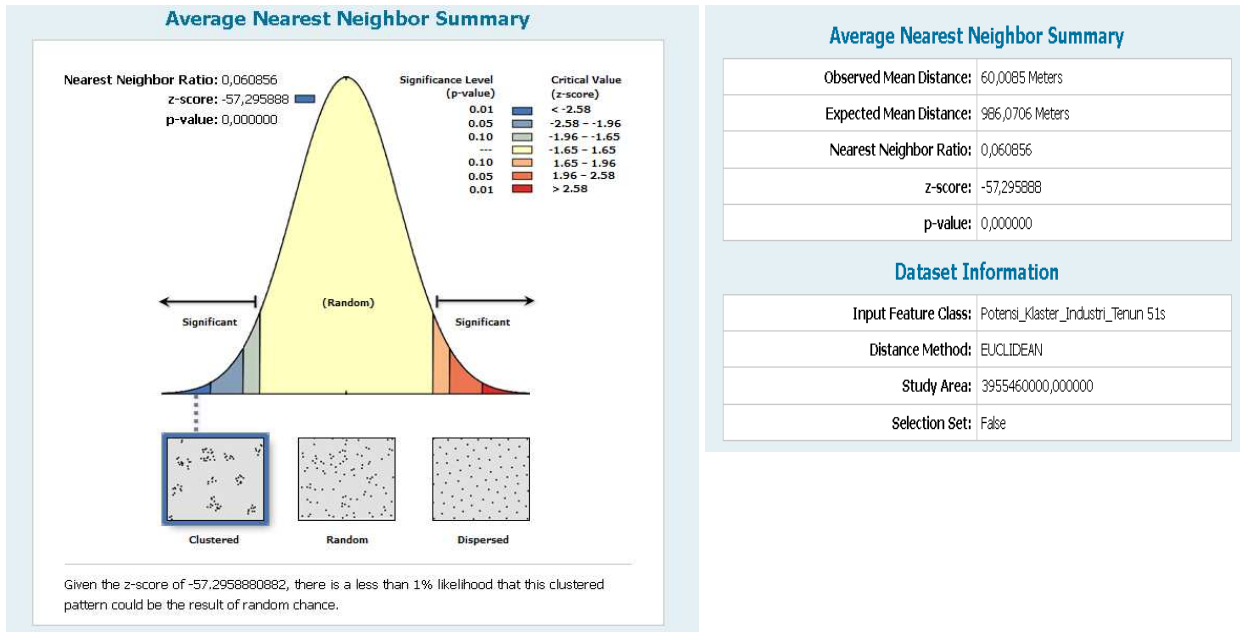 Average Nearest Neighbor Summary
Nearest Neighbor Ratio: 0,060856
z-score: -57,295888
p-value: 0,000000
Significance Level
(p-value)
Critical Value
(z-score)
0.01 < -2.58
0.05 -2.58 – -1.96
0.10 -1.96 – -1.65
--- -1.65 – 1.65
0.10 1.65 – 1.96
0.05 1.96 – 2.58
0.01 > 2.58
(Random)
Significant
Significant
Clustered
Random
Dispersed
Given the z-score of -57.2958880882, there is a less than 1% likelihood that this clustered
pattern could be the result of random chance.
Average Nearest Neighbor Summary
Observed Mean Distance: 60,0085 Meters
Expected Mean Distance: 986,0706 Meters
Nearest Neighbor Ratio: 0,060856
z-score: -57,295888
p-value: 0,000000
Dataset Information
Input Feature Class: Potensi_Klaster_Industri_Tenun 51s
Distance Method: EUCLIDEAN
Study Area: 3955460000,000000
Selection Set: False